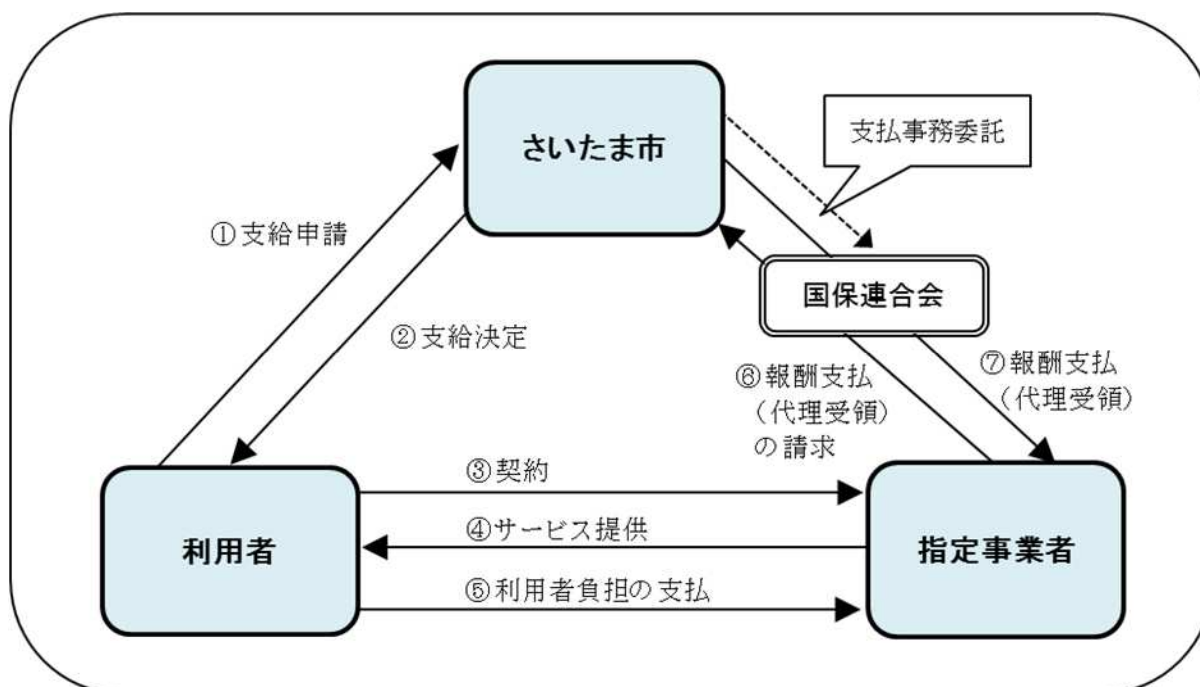 さいたま市
支払事務委託
①支給申請
国保連合会
②支給決定
⑥報酬支払
(代理受領)
の請求
⑦報酬支払
(代理受領)
③契約
④サービス提供
⑤利用者負担の支払
利用者
指定事業者